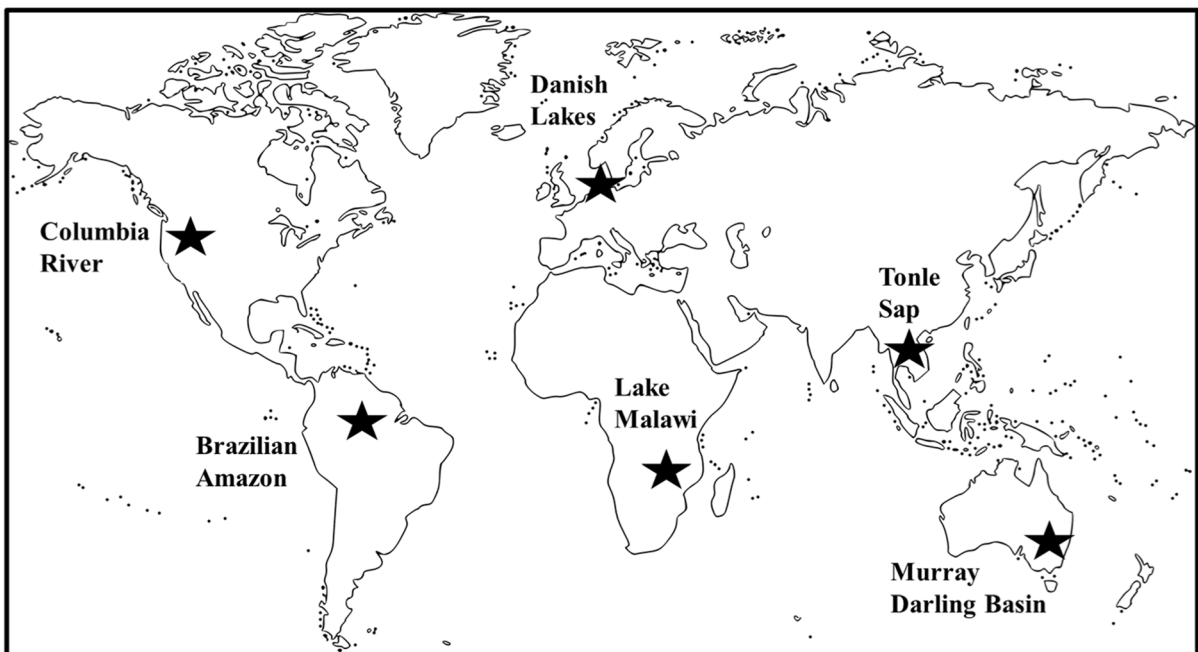 Danish
Lakes
Columbia
River
Tonle
Sap
Lake
Malawi
Brazilian
Amazon
Murray
Darling Basin